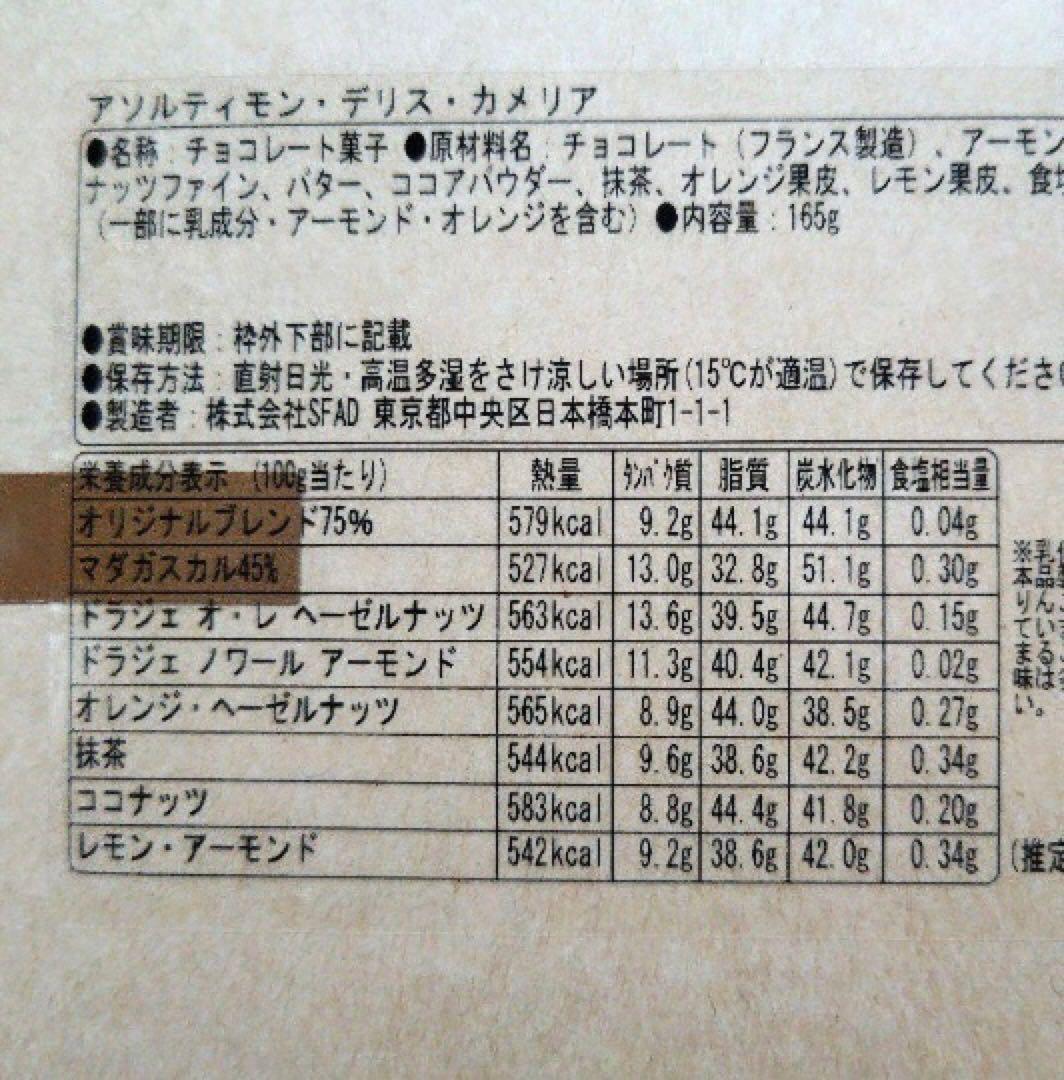 アソルティモン・デリス・カメリア
●名称：チョコレート菓子 ●原材料名：チョコレート（フランス製造）、アーモン
ナッツファイン、バター、ココアパウダー、抹茶、オレンジ果皮、レモン果皮、食塩
（一部に乳成分・アーモンド・オレンジを含む）●内容量：165g
●賞味期限：枠外下部に記載
●保存方法：直射日光・高温多湿をさけ涼しい場所(15℃が適温)で保存してくださ
●製造者：株式会社SFAD 東京都中央区日本橋本町1-1-1
栄養成分表示 (100g当たり) 熱量 タンパク質 脂質 炭水化物 食塩相当量
オリジナルブレンド75% 579kcal 9.2g 44.1g 44.1g 0.04g
マダガスカル45% 527kcal 13.0g 32.8g 51.1g 0.30g
ドラジェ オ・レ ヘーゼルナッツ 563kcal 13.6g 39.5g 44.7g 0.15g
ドラジェ ノワール アーモンド 554kcal 11.3g 40.4g 42.1g 0.02g
オレンジ・ヘーゼルナッツ 565kcal 8.9g 44.0g 38.5g 0.27g
抹茶 544kcal 9.6g 38.6g 42.2g 0.34g
ココナッツ 583kcal 8.8g 44.4g 41.8g 0.20g
レモン・アーモンド 542kcal 9.2g 38.6g 42.0g 0.34g
※乳
本品
りん
てい
まる
味は
い。
(推定